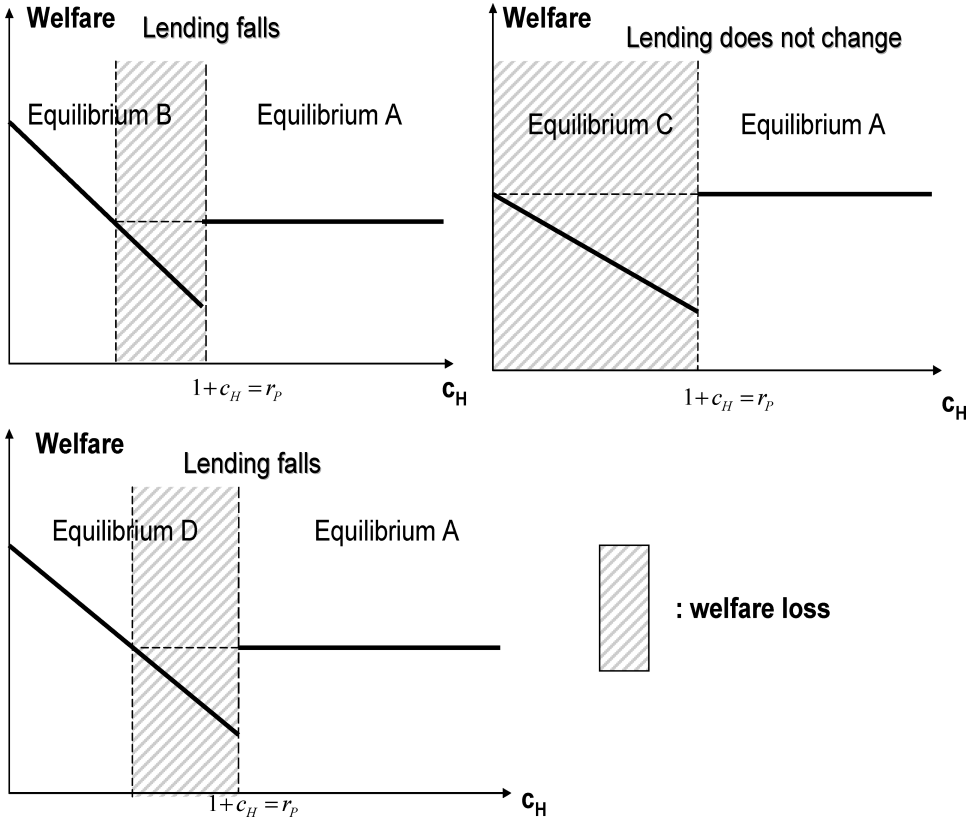 Welfare
Lending falls
Equilibrium B
Equilibrium A
1+c_H = r_P
c_H
Welfare
Lending does not change
Equilibrium C
Equilibrium A
1+c_H = r_P
c_H
Welfare
Lending falls
Equilibrium D
Equilibrium A
1+c_H = r_P
c_H
: welfare loss